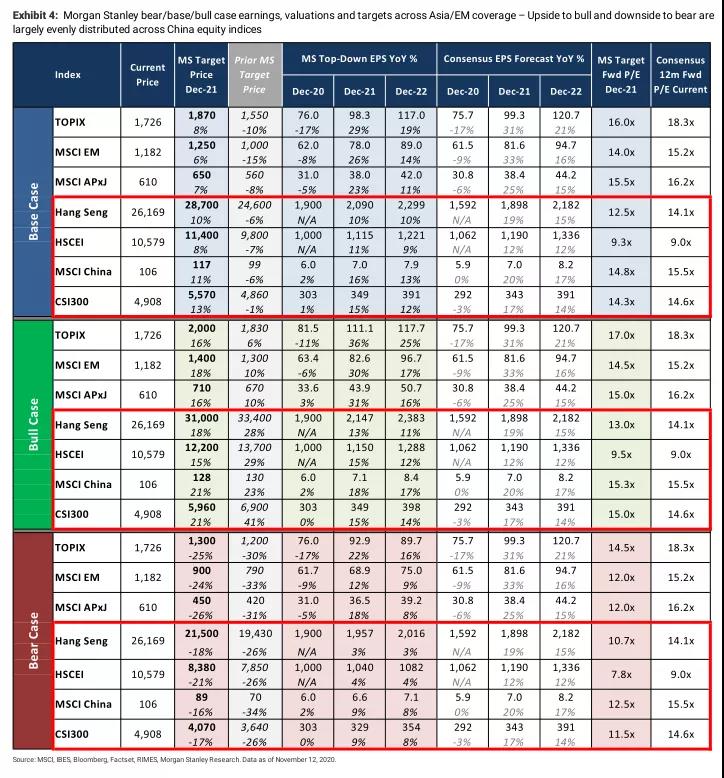 Exhibit 4: Morgan Stanley bear/base/bull case earnings, valuations and targets across Asia/EM coverage – Upside to bull and downside to bear are
largely evenly distributed across China equity indices
Index Current Price MS Target Price Dec-21 Prior MS Target Price MS Top-Down EPS YoY % Consensus EPS Forecast YoY % MS Target Fwd P/E Dec-21 Consensus 12m Fwd P/E Current
Dec-20 Dec-21 Dec-22 Dec-20 Dec-21 Dec-22
Base Case
TOPIX 1,726 1,870 1,550 76.0 98.3 117.0 75.7 99.3 120.7 16.0x 18.3x
8% -10% -17% 29% 19% -17% 31% 21%
MSCI EM 1,182 1,250 1,000 62.0 78.0 89.0 61.5 81.6 94.7 14.0x 15.2x
6% -15% -8% 26% 14% -9% 33% 16%
MSCI APxJ 610 650 560 31.0 38.0 42.0 30.8 38.4 44.2 15.5x 16.2x
7% -8% -5% 23% 11% -6% 25% 15%
Hang Seng 26,169 28,700 24,600 1,900 2,090 2,299 1,592 1,898 2,182 12.5x 14.1x
10% -6% N/A 10% 10% N/A 19% 15%
HSCEI 10,579 11,400 9,800 1,000 1,115 1,221 1,062 1,190 1,336 9.3x 9.0x
8% -7% N/A 11% 9% N/A 12% 12%
MSCI China 106 117 99 6.0 7.0 7.9 5.9 7.0 8.2 14.8x 15.5x
11% -6% 2% 16% 13% 0% 20% 17%
CSI300 4,908 5,570 4,860 303 349 391 292 343 391 14.3x 14.6x
13% -1% 1% 15% 12% -3% 17% 14%
Bull Case
TOPIX 1,726 2,000 1,830 81.5 111.1 117.7 75.7 99.3 120.7 17.0x 18.3x
16% 6% -11% 36% 25% -17% 31% 21%
MSCI EM 1,182 1,400 1,300 63.4 82.6 96.7 61.5 81.6 94.7 14.5x 15.2x
18% 10% -6% 30% 17% -9% 33% 16%
MSCI APxJ 610 710 670 33.6 43.9 50.7 30.8 38.4 44.2 15.0x 16.2x
16% 10% 3% 31% 16% -6% 25% 15%
Hang Seng 26,169 31,000 33,400 1,900 2,147 2,383 1,592 1,898 2,182 13.0x 14.1x
18% 28% N/A 13% 11% N/A 19% 15%
HSCEI 10,579 12,200 13,700 1,000 1,150 1,288 1,062 1,190 1,336 9.5x 9.0x
15% 29% N/A 15% 12% N/A 12% 12%
MSCI China 106 128 130 6.0 7.1 8.4 5.9 7.0 8.2 15.3x 15.5x
21% 23% 2% 18% 17% 0% 20% 17%
CSI300 4,908 5,960 6,900 303 349 398 292 343 391 15.0x 14.6x
21% 41% 0% 15% 14% -3% 17% 14%
Bear Case
TOPIX 1,726 1,300 1,200 76.0 92.9 89.7 75.7 99.3 120.7 14.5x 18.3x
-25% -30% -17% 22% 16% -17% 31% 21%
MSCI EM 1,182 900 790 61.7 68.9 75.0 61.5 81.6 94.7 12.0x 15.2x
-24% -33% -9% 12% 9% -9% 33% 16%
MSCI APxJ 610 450 420 31.0 36.5 39.2 30.8 38.4 44.2 12.0x 16.2x
-26% -31% -5% 18% 8% -6% 25% 15%
Hang Seng 26,169 21,500 19,430 1,900 1,957 2,016 1,592 1,898 2,182 10.7x 14.1x
-18% -26% N/A 3% 3% N/A 19% 15%
HSCEI 10,579 8,380 7,850 1,000 1,040 1082 1,062 1,190 1,336 7.8x 9.0x
-21% -26% N/A 4% 4% N/A 12% 12%
MSCI China 106 89 70 6.0 6.6 7.1 5.9 7.0 8.2 12.5x 15.5x
-16% -34% 2% 9% 8% 0% 20% 17%
CSI300 4,908 4,070 3,640 303 329 354 292 343 391 11.5x 14.6x
-17% -26% 0% 9% 8% -3% 17% 14%
Source: MSCI, IBES, Bloomberg, Factset, RIMES, Morgan Stanley Research. Data as of November 12, 2020.